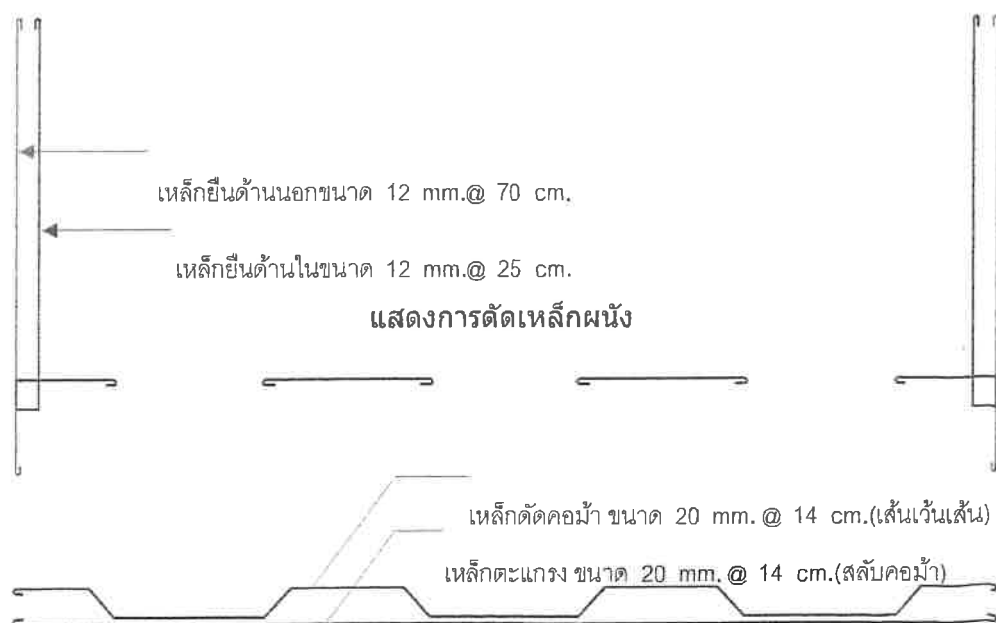 เหล็กยืนด้านนอกขนาด 12 mm.@ 70 cm.
เหล็กยืนด้านในขนาด 12 mm.@ 25 cm.
แสดงการตัดเหล็กผนัง
เหล็กดัดคอม้า ขนาด 20 mm. @ 14 cm.(เส้นเว้นเส้น)
เหล็กตะแกรง ขนาด 20 mm. @ 14 cm.(สลับคอม้า)